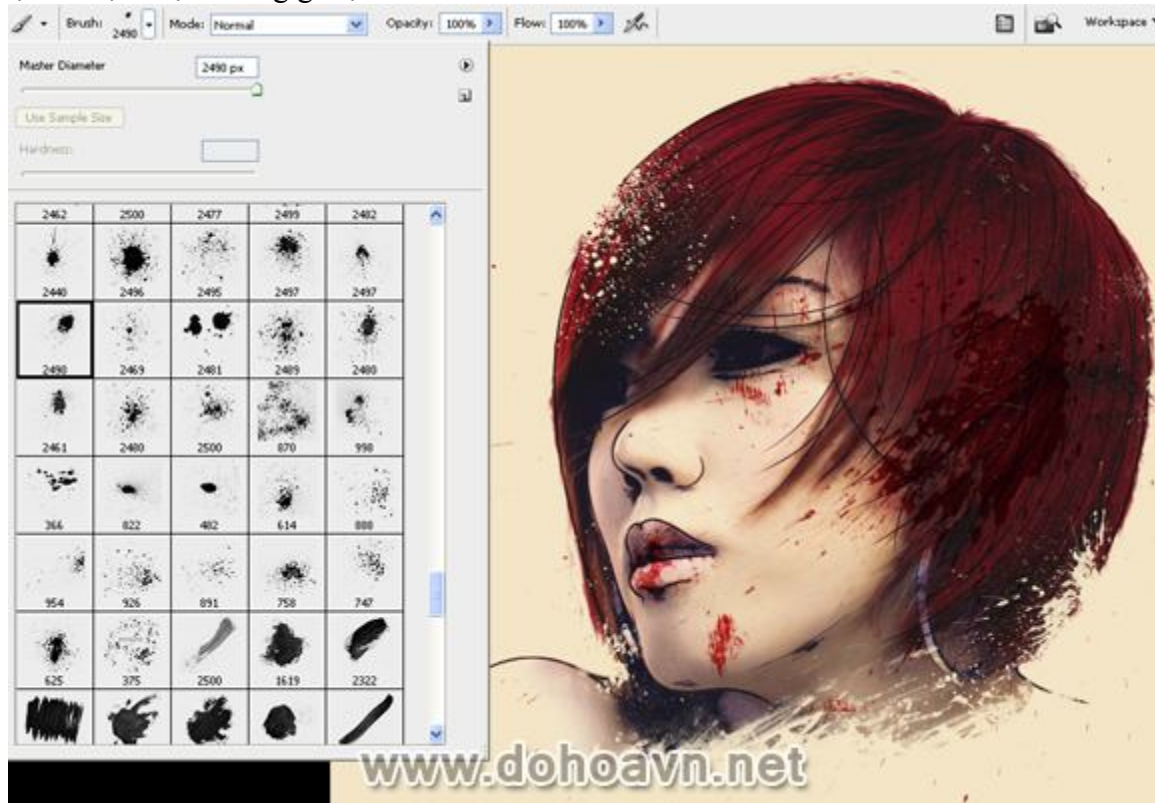 Brush: 2490 Mode: Normal Opacity: 100% Flow: 100% Workspace
Master Diameter 2490 px
Use Sample Size
Hardness:
2462 2500 2477 2499 2482
2440 2496 2495 2497 2497
2490 2469 2481 2489 2480
2461 2480 2500 870 998
366 822 482 614 888
954 926 891 758 747
625 375 2500 1619 2322
www.dohoavn.net